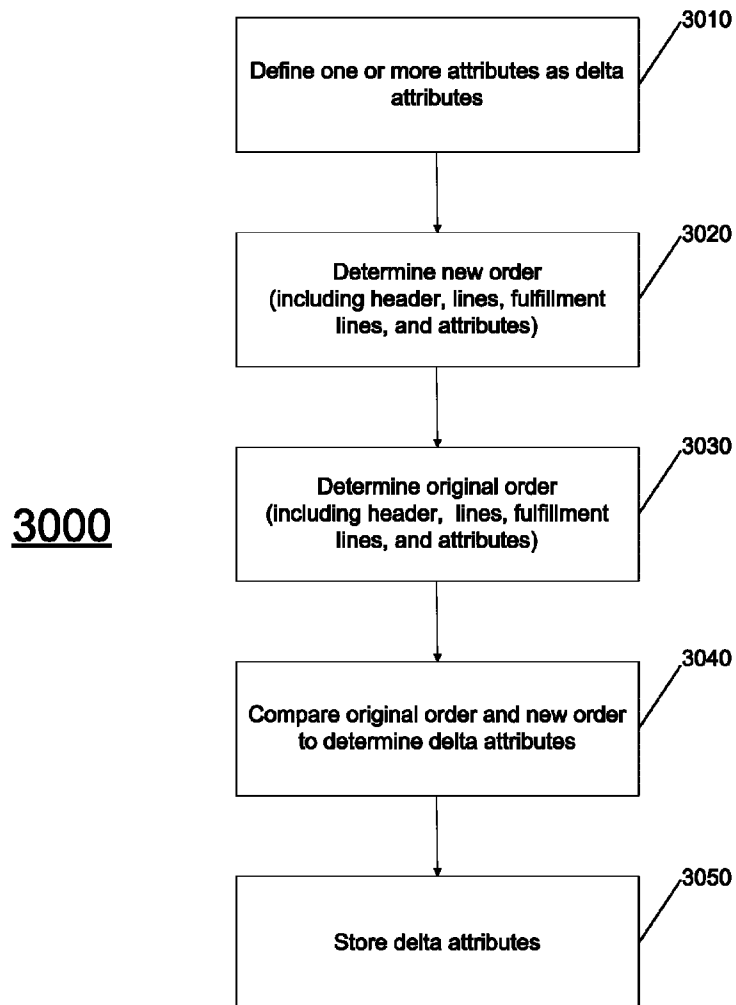 3010
Define one or more attributes as delta
attributes
3020
Determine new order
(including header, lines, fulfillment
lines, and attributes)
3030
Determine original order
(including header, lines, fulfillment
lines, and attributes)
3000
3040
Compare original order and new order
to determine delta attributes
3050
Store delta attributes